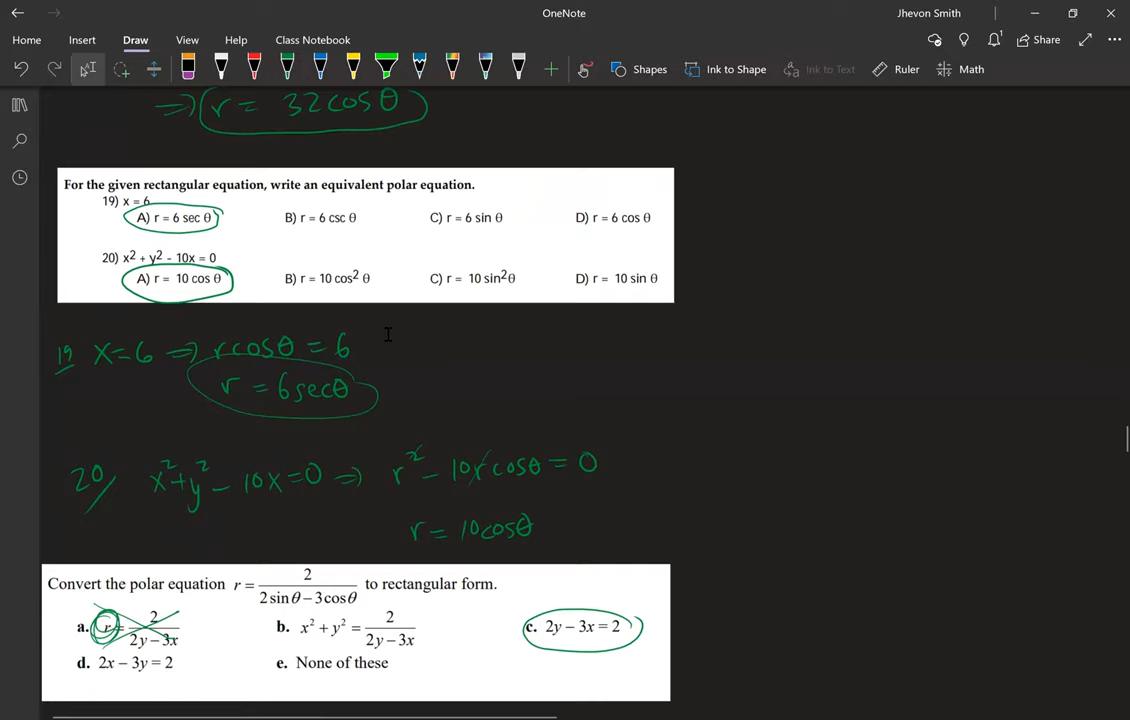 OneNote
Jhevon Smith
Home Insert Draw View Help Class Notebook
Share
Shapes Ink to Shape Ink to Text Ruler Math
=> r = 32cosθ
For the given rectangular equation, write an equivalent polar equation.
19) x = 6
A) r = 6 sec θ B) r = 6 csc θ C) r = 6 sin θ D) r = 6 cos θ
20) x² + y² - 10x = 0
A) r = 10 cos θ B) r = 10 cos² θ C) r = 10 sin²θ D) r = 10 sin θ
19 x=6 => rcosθ = 6
r = 6secθ
20/ x²+y² - 10x=0 => r² - 10rcosθ = 0
r = 10cosθ
Convert the polar equation r = 2 / (2 sin θ − 3 cos θ) to rectangular form.
a. r = 2 / (2y − 3x) b. x² + y² = 2 / (2y − 3x) c. 2y − 3x = 2
d. 2x − 3y = 2 e. None of these